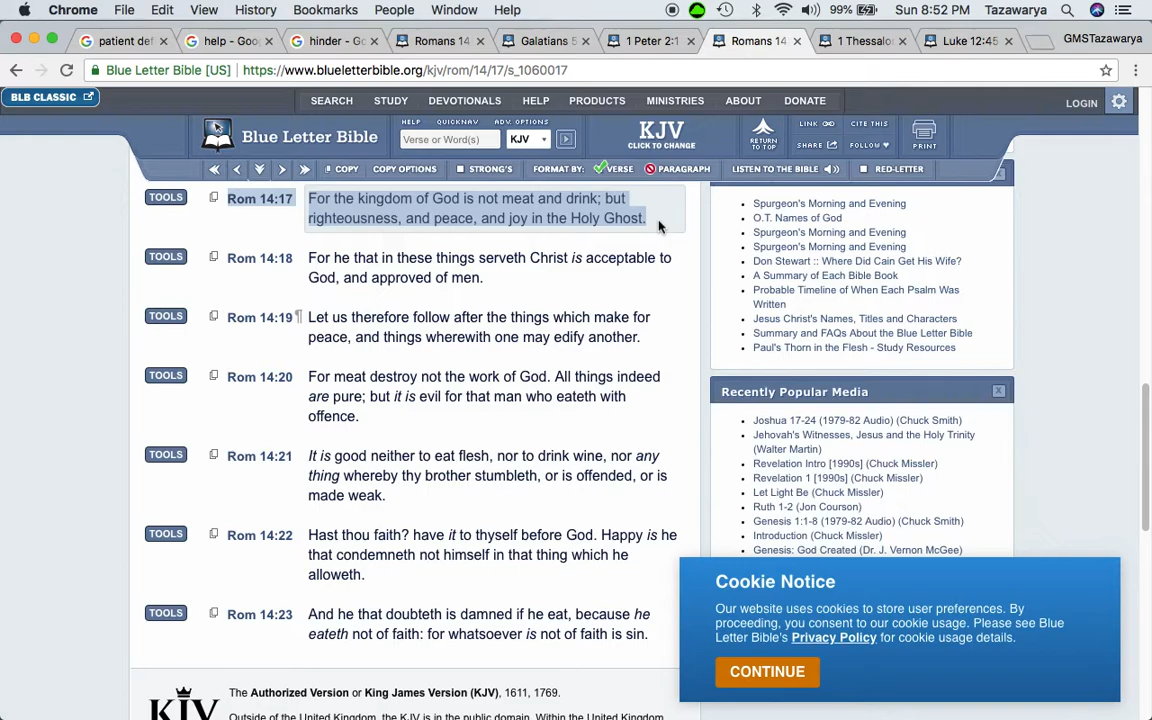 Chrome File Edit View History Bookmarks People Window Help 99% Sun 8:52 PM Tazawarya
patient def help - Goo hinder - Go Romans 14 Galatians 5 1 Peter 2:1 Romans 14 1 Thessalo Luke 12:45 GMSTazawarya
Blue Letter Bible [US] https://www.blueletterbible.org/kjv/rom/14/17/s_1060017
BLB CLASSIC SEARCH STUDY DEVOTIONALS HELP PRODUCTS MINISTRIES ABOUT DONATE LOGIN
Blue Letter Bible
HELP QUICKNAV ADV. OPTIONS
Verse or Word(s) KJV
KJV
CLICK TO CHANGE
RETURN
TO TOP
LINK CITE THIS
SHARE FOLLOW
PRINT
COPY COPY OPTIONS STRONG'S FORMAT BY: VERSE PARAGRAPH LISTEN TO THE BIBLE RED-LETTER
TOOLS Rom 14:17 For the kingdom of God is not meat and drink; but
righteousness, and peace, and joy in the Holy Ghost.
TOOLS Rom 14:18 For he that in these things serveth Christ is acceptable to
God, and approved of men.
TOOLS Rom 14:19 ¶ Let us therefore follow after the things which make for
peace, and things wherewith one may edify another.
TOOLS Rom 14:20 For meat destroy not the work of God. All things indeed
are pure; but it is evil for that man who eateth with
offence.
TOOLS Rom 14:21 It is good neither to eat flesh, nor to drink wine, nor any
thing whereby thy brother stumbleth, or is offended, or is
made weak.
TOOLS Rom 14:22 Hast thou faith? have it to thyself before God. Happy is he
that condemneth not himself in that thing which he
alloweth.
TOOLS Rom 14:23 And he that doubteth is damned if he eat, because he
eateth not of faith: for whatsoever is not of faith is sin.
KJV
The Authorized Version or King James Version (KJV), 1611, 1769.
Outside of the United Kingdom, the KJV is in the public domain. Within the United Kingdom,
Spurgeon's Morning and Evening
O.T. Names of God
Spurgeon's Morning and Evening
Spurgeon's Morning and Evening
Don Stewart :: Where Did Cain Get His Wife?
A Summary of Each Bible Book
Probable Timeline of When Each Psalm Was
Written
Jesus Christ's Names, Titles and Characters
Summary and FAQs About the Blue Letter Bible
Paul's Thorn in the Flesh - Study Resources
Recently Popular Media
Joshua 17-24 (1979-82 Audio) (Chuck Smith)
Jehovah's Witnesses, Jesus and the Holy Trinity
(Walter Martin)
Revelation Intro [1990s] (Chuck Missler)
Revelation 1 [1990s] (Chuck Missler)
Let Light Be (Chuck Missler)
Ruth 1-2 (Jon Courson)
Genesis 1:1-8 (1979-82 Audio) (Chuck Smith)
Introduction (Chuck Missler)
Genesis: God Created (Dr. J. Vernon McGee)
Cookie Notice
Our website uses cookies to store user preferences. By
proceeding, you consent to our cookie usage. Please see Blue
Letter Bible's Privacy Policy for cookie usage details.
CONTINUE